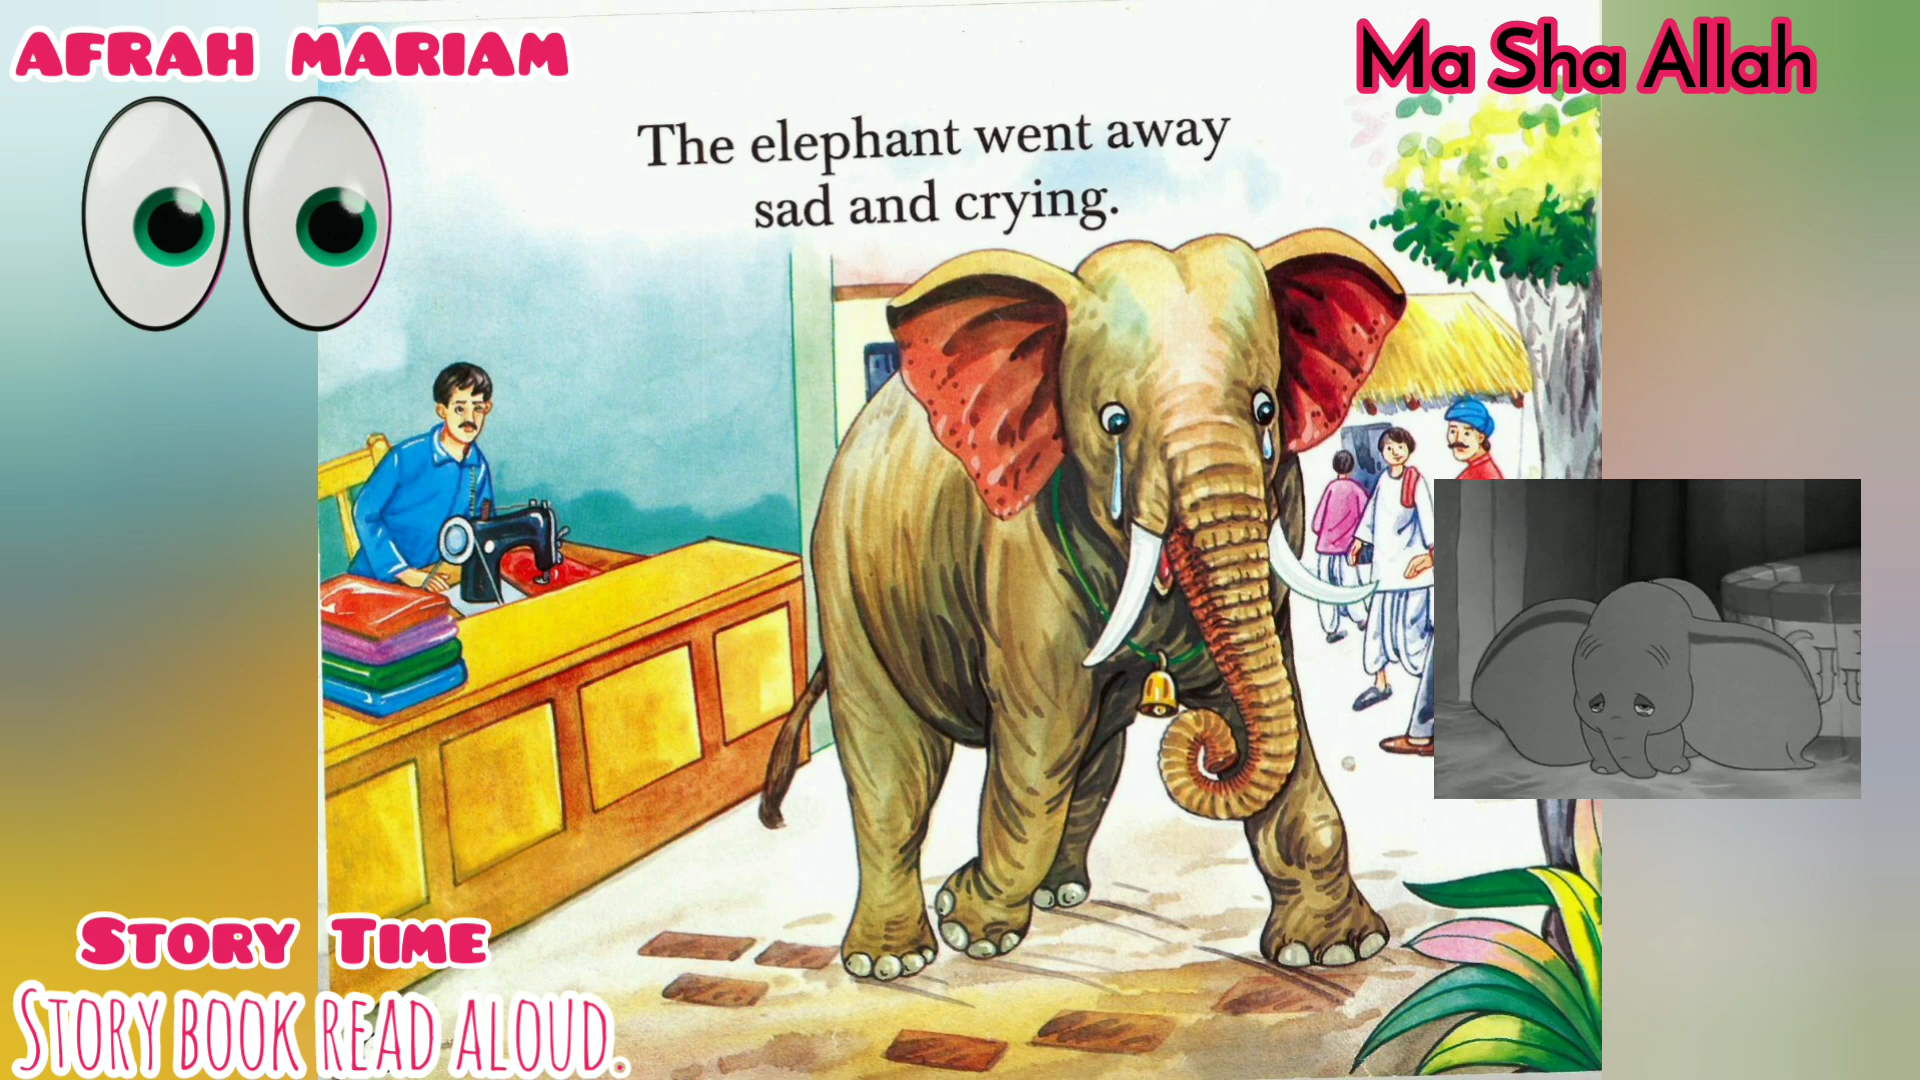 AFRAH MARIAM
Ma Sha Allah
The elephant went away
sad and crying.
STORY TIME
STORY BOOK READ ALOUD.